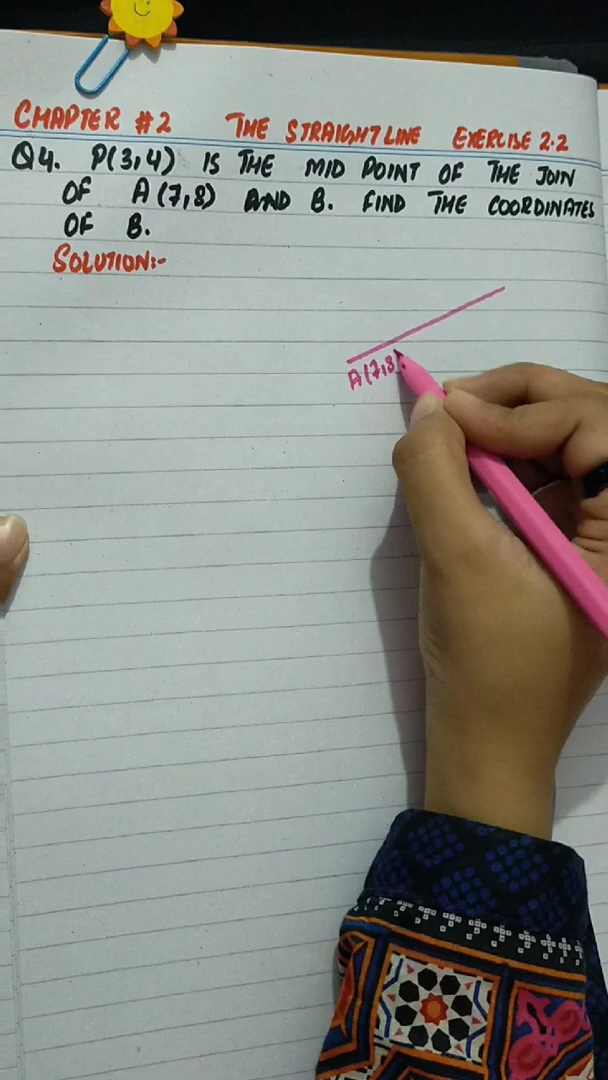 CHAPTER #2 THE STRAIGHT LINE EXERCISE 2.2
Q4. P(3,4) IS THE MID POINT OF THE JOIN
OF A(7,8) AND B. FIND THE COORDINATES
OF B.
SOLUTION:-
A(7,8)